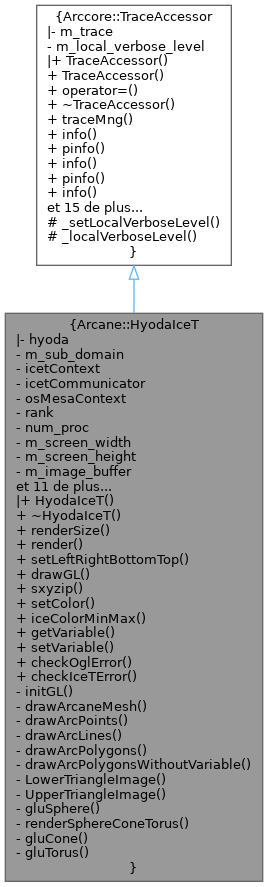 {Arccore::TraceAccessor
|- m_trace
- m_local_verbose_level
|+ TraceAccessor()
+ TraceAccessor()
+ operator=()
+ ~TraceAccessor()
+ traceMng()
+ info()
+ pinfo()
+ info()
+ pinfo()
+ info()
et 15 de plus...
# _setLocalVerboseLevel()
# _localVerboseLevel()
}
{Arcane::HyodaIceT
|- hyoda
- m_sub_domain
- icetContext
- icetCommunicator
- osMesaContext
- rank
- num_proc
- m_screen_width
- m_screen_height
- m_image_buffer
et 11 de plus...
|+ HyodaIceT()
+ ~HyodaIceT()
+ renderSize()
+ render()
+ setLeftRightBottomTop()
+ drawGL()
+ sxyzip()
+ setColor()
+ iceColorMinMax()
+ getVariable()
+ setVariable()
+ checkOglError()
+ checkIceTError()
- initGL()
- drawArcaneMesh()
- drawArcPoints()
- drawArcLines()
- drawArcPolygons()
- drawArcPolygonsWithoutVariable()
- LowerTriangleImage()
- UpperTriangleImage()
- gluSphere()
- renderSphereConeTorus()
- gluCone()
- gluTorus()
}